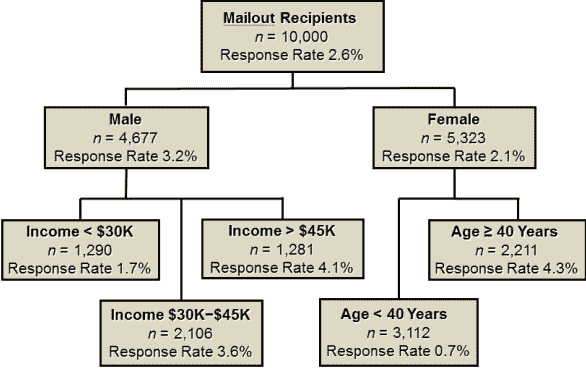 Mailout Recipients
n = 10,000
Response Rate 2.6%
Male
n = 4,677
Response Rate 3.2%
Female
n = 5,323
Response Rate 2.1%
Income < $30K
n = 1,290
Response Rate 1.7%
Income > $45K
n = 1,281
Response Rate 4.1%
Age ≥ 40 Years
n = 2,211
Response Rate 4.3%
Income $30K–$45K
n = 2,106
Response Rate 3.6%
Age < 40 Years
n = 3,112
Response Rate 0.7%